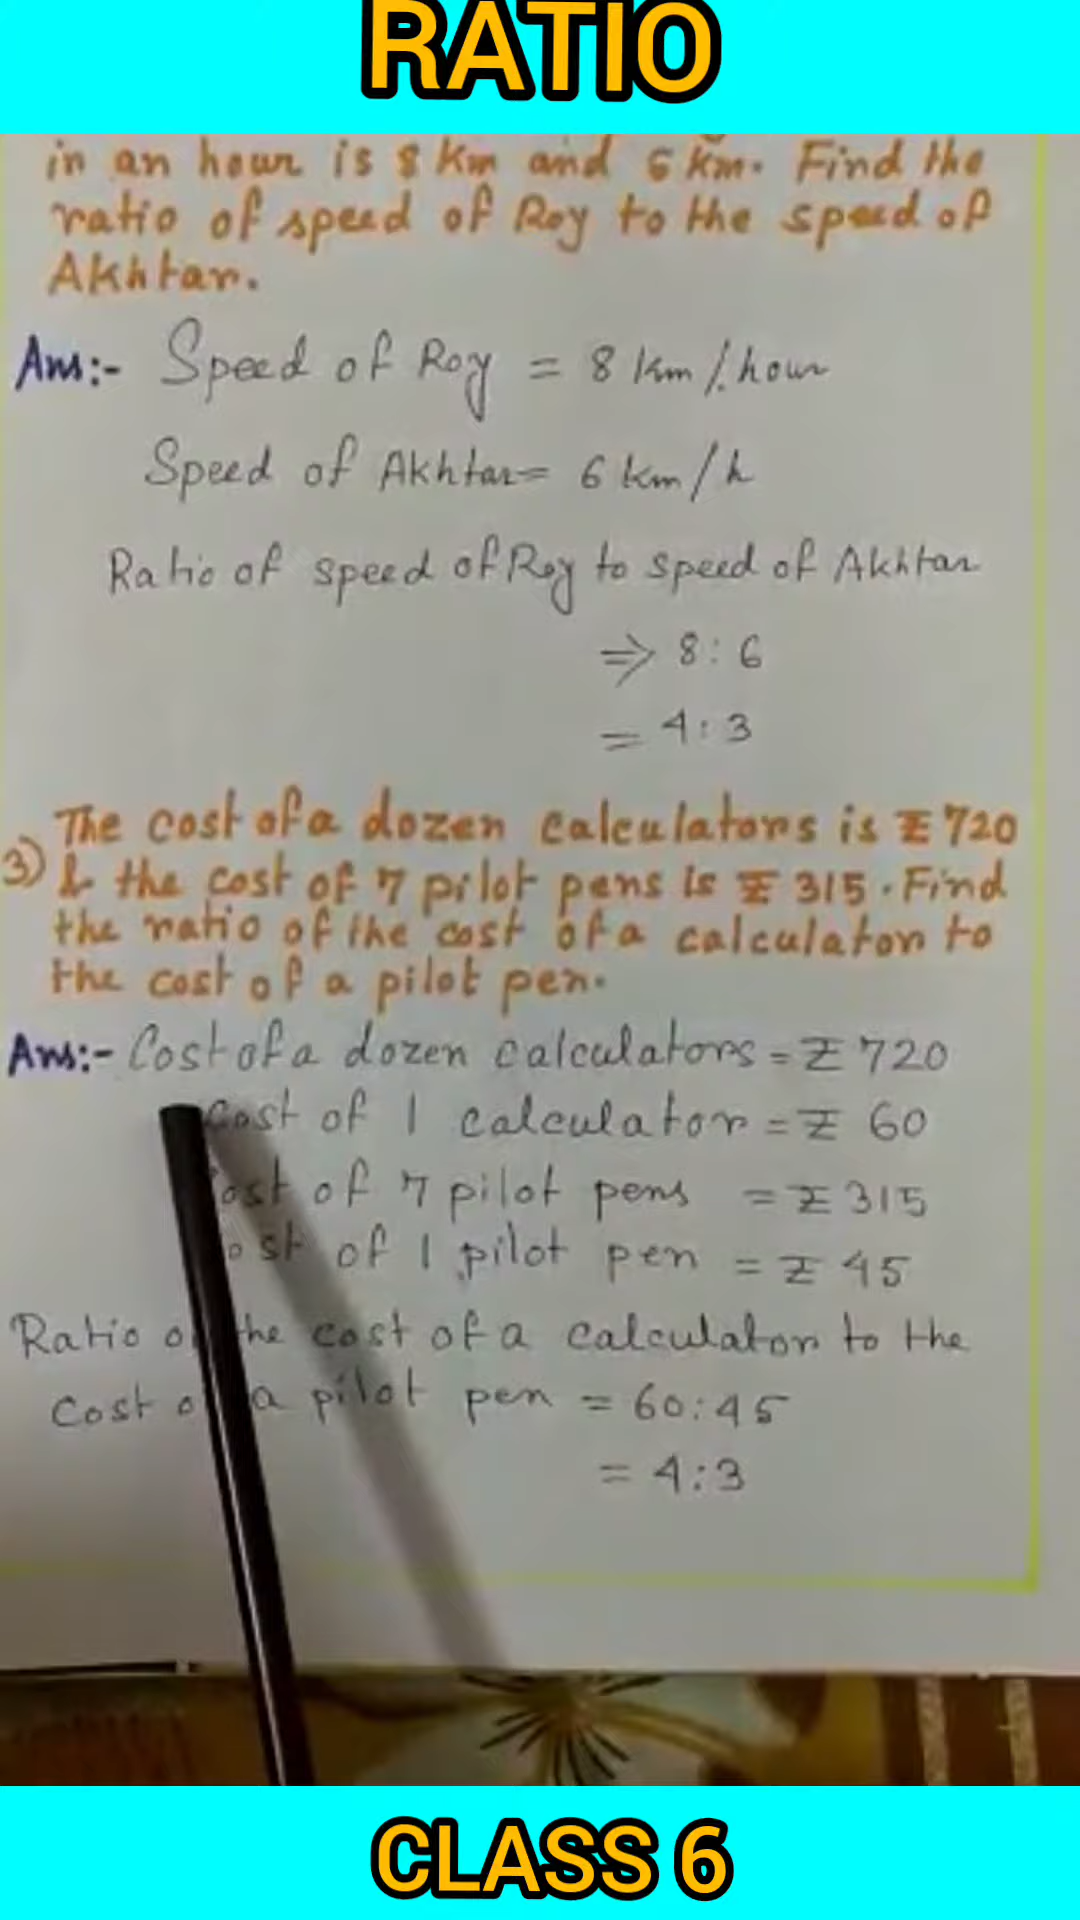 RATIO
in an hour is 8 km and 6 km. Find the
ratio of speed of Roy to the speed of
Akhtar.
Ans:- Speed of Roy = 8 km/hour
Speed of Akhtar = 6 km/h
Ratio of speed of Roy to speed of Akhtar
⇒ 8:6
= 4:3
The cost of a dozen calculators is ₹ 720
3) & the cost of 7 pilot pens is ₹ 315. Find
the ratio of the cost of a calculator to
the cost of a pilot pen.
Ans:- Cost of a dozen calculators = ₹ 720
Cost of 1 calculator = ₹ 60
ost of 7 pilot pens = ₹ 315
ost of 1 pilot pen = ₹ 45
Ratio o the cost of a calculator to the
cost o a pilot pen = 60:45
= 4:3
CLASS 6